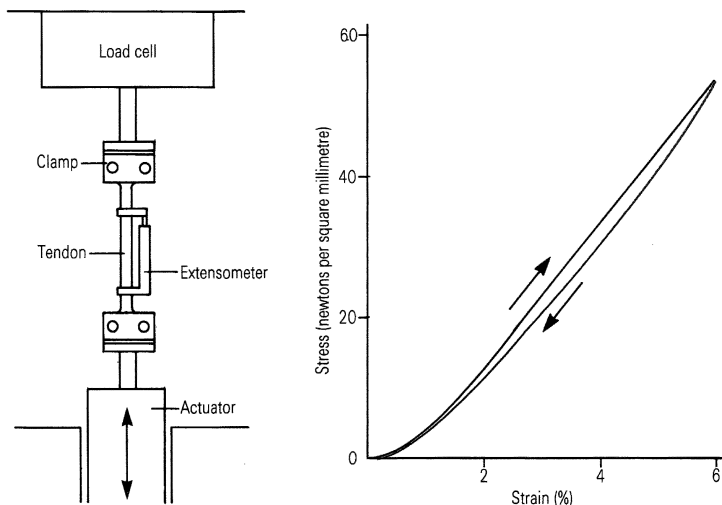 Load cell
Clamp
Tendon
Extensometer
Actuator
Stress (newtons per square millimetre)
60
40
20
0
2
4
6
Strain (%)